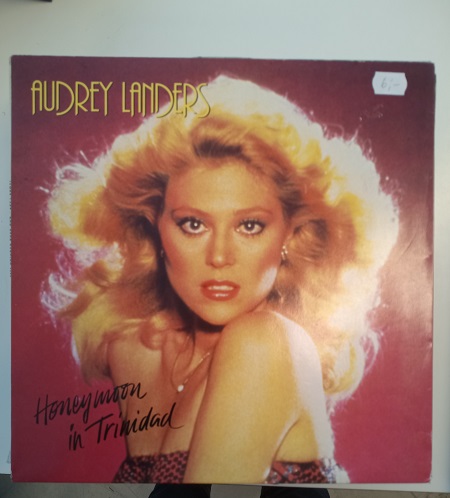 AUDREY LANDERS
6,-
Honeymoon
in Trinidad